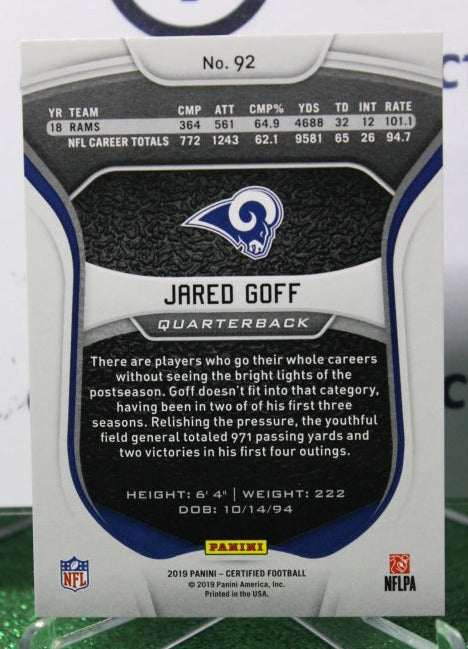 No. 92
YR TEAM CMP ATT CMP% YDS TD INT RATE
18 RAMS 364 561 64.9 4688 32 12 101.1
NFL CAREER TOTALS 772 1243 62.1 9581 65 26 94.7
JARED GOFF
QUARTERBACK
There are players who go their whole careers
without seeing the bright lights of the
postseason. Goff doesn't fit into that category,
having been in two of of his first three
seasons. Relishing the pressure, the youthful
field general totaled 971 passing yards and
two victories in his first four outings.
HEIGHT: 6' 4" | WEIGHT: 222
DOB: 10/14/94
PANINI
NFL
2019 PANINI – CERTIFIED FOOTBALL
© 2019 Panini America, Inc.
Printed in the USA.
NFLPA